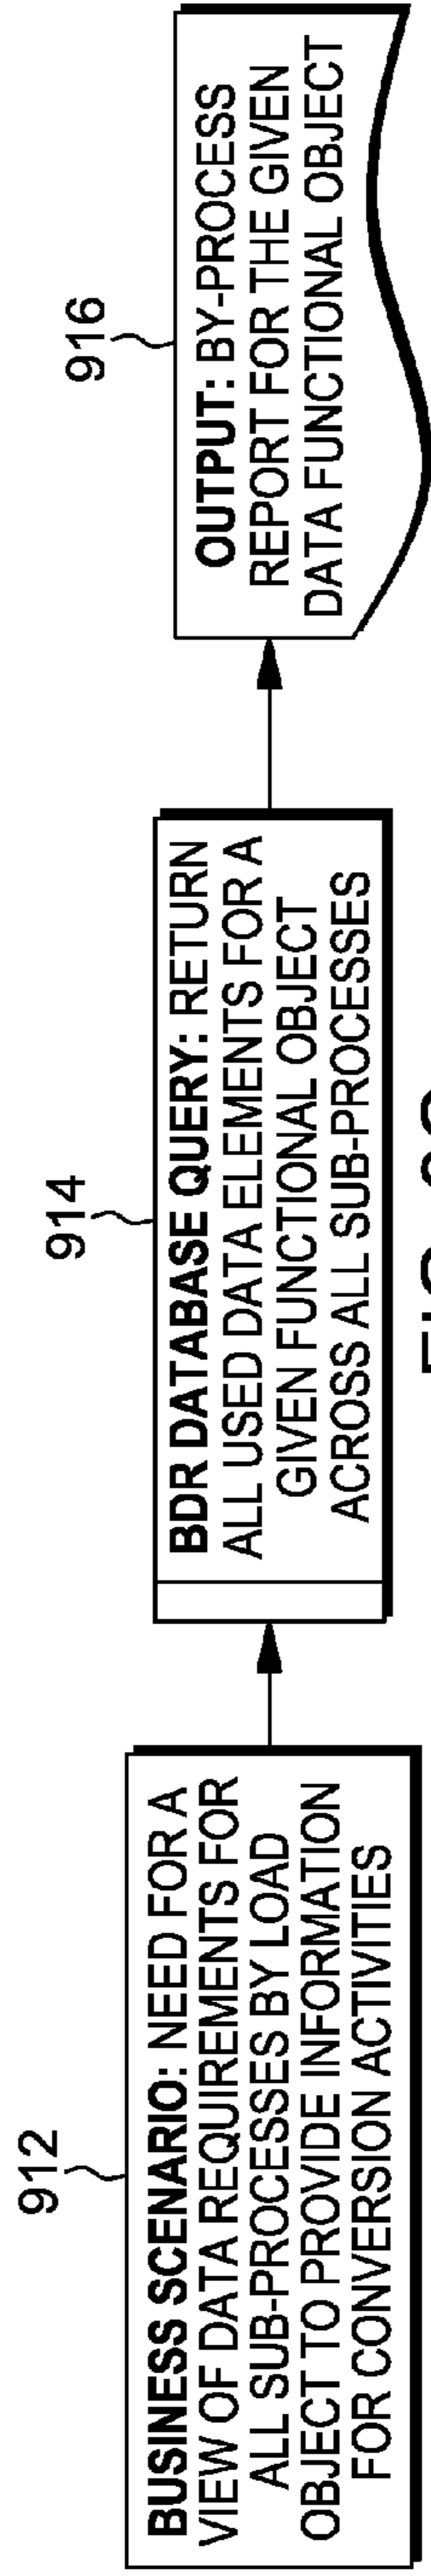 912
BUSINESS SCENARIO: NEED FOR A
VIEW OF DATA REQUIREMENTS FOR
ALL SUB-PROCESSES BY LOAD
OBJECT TO PROVIDE INFORMATION
FOR CONVERSION ACTIVITIES
914
BDR DATABASE QUERY: RETURN
ALL USED DATA ELEMENTS FOR A
GIVEN FUNCTIONAL OBJECT
ACROSS ALL SUB-PROCESSES
916
OUTPUT: BY-PROCESS
REPORT FOR THE GIVEN
DATA FUNCTIONAL OBJECT